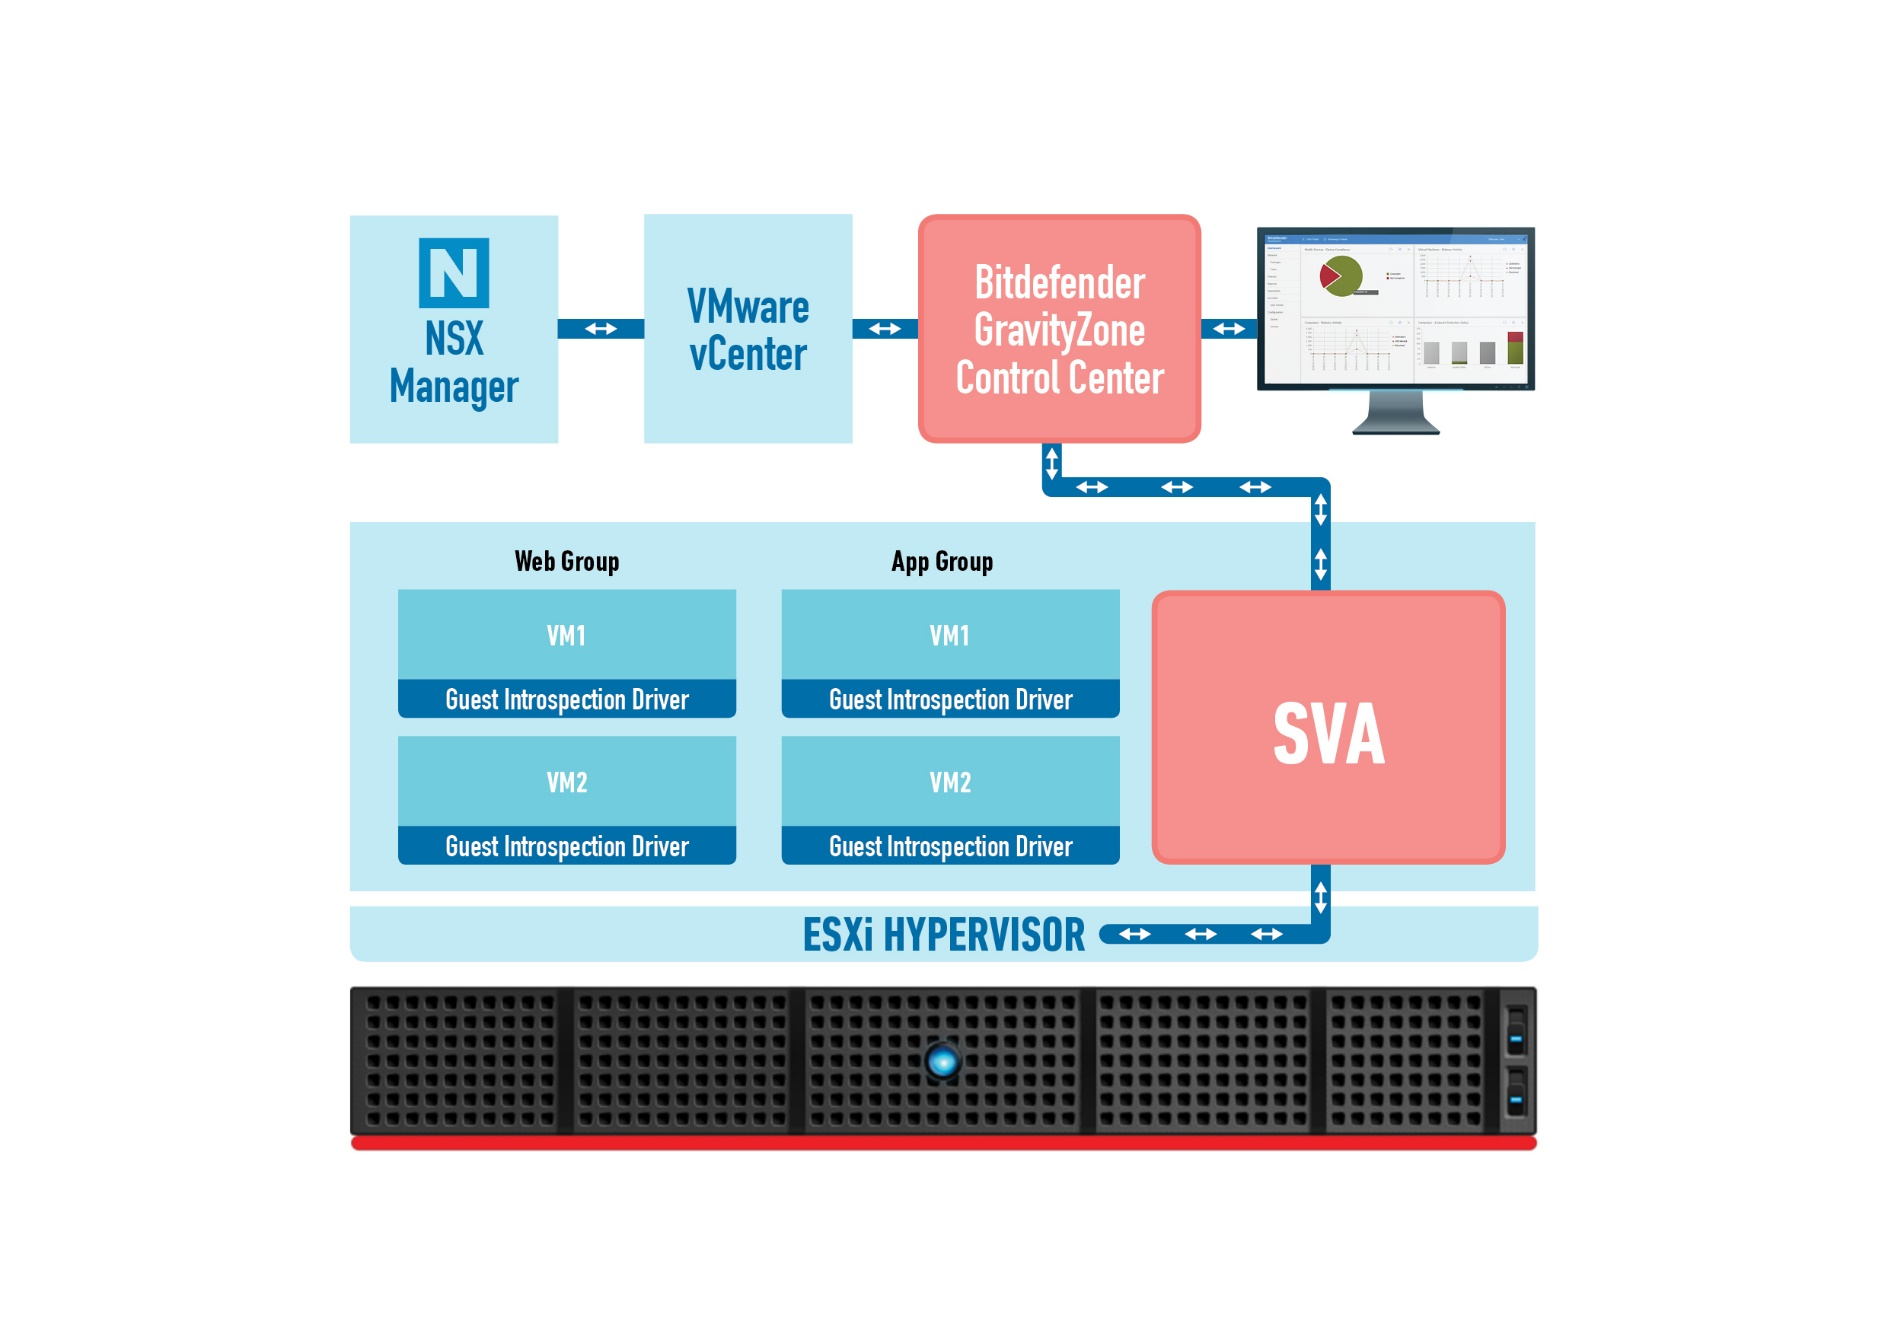 N
NSX
Manager
VMware
vCenter
Bitdefender
GravityZone
Control Center
Web Group
App Group
VM1
Guest Introspection Driver
VM1
Guest Introspection Driver
VM2
Guest Introspection Driver
VM2
Guest Introspection Driver
SVA
ESXi HYPERVISOR